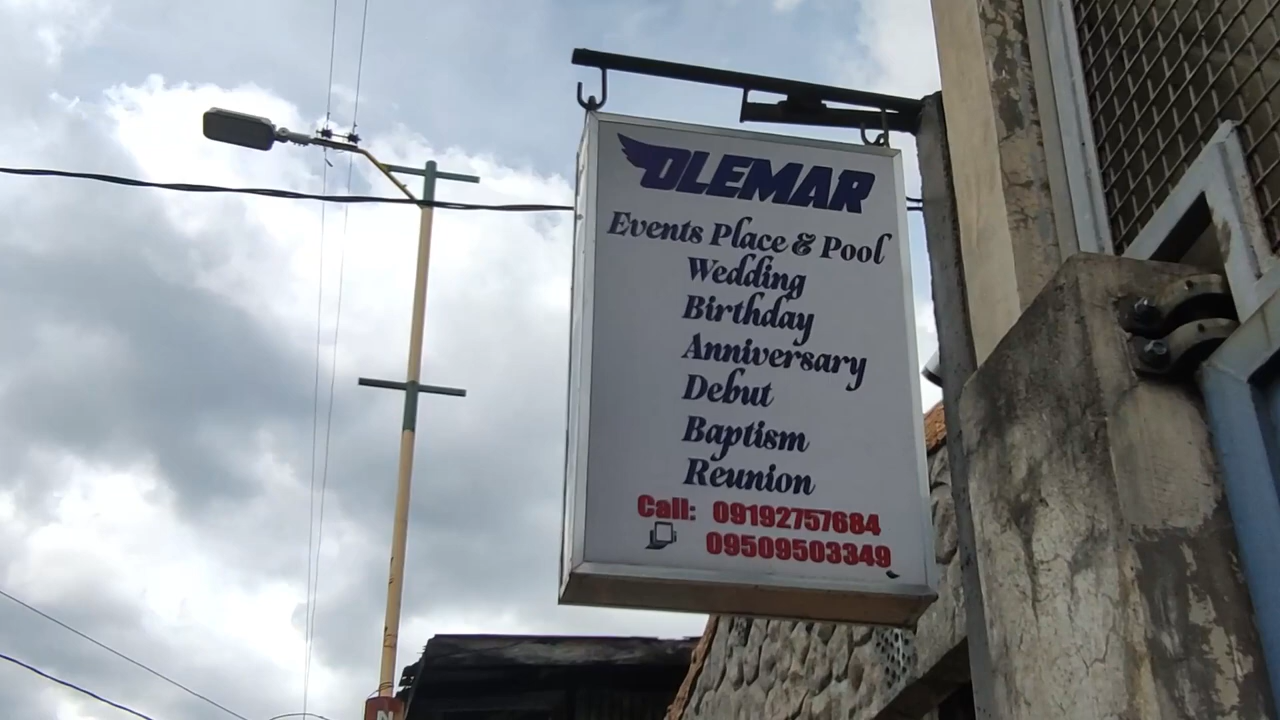 OLEMAR
Events Place & Pool
Wedding
Birthday
Anniversary
Debut
Baptism
Reunion
Call: 09192757684
09509503349
N